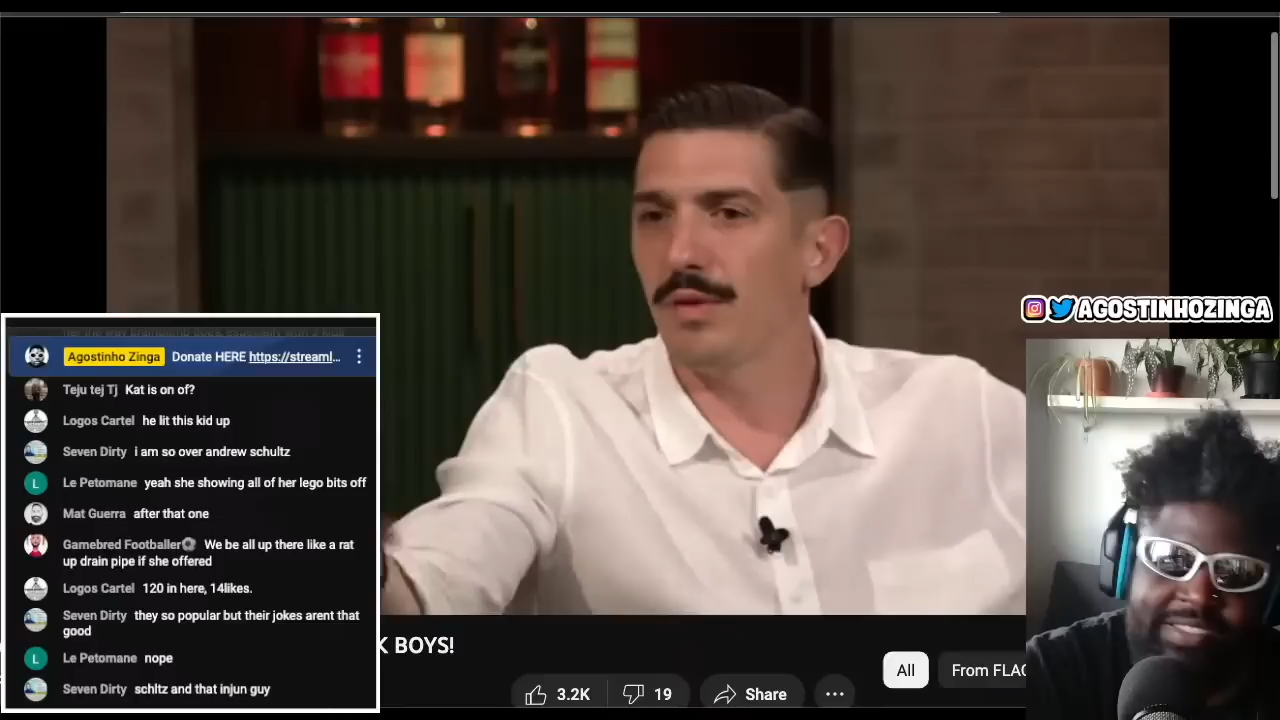 Agostinho Zinga Donate HERE https://streaml...
Teju tej Tj Kat is on of?
Logos Cartel he lit this kid up
Seven Dirty i am so over andrew schultz
L Le Petomane yeah she showing all of her lego bits off
Mat Guerra after that one
Gamebred Footballer⚽ We be all up there like a rat
up drain pipe if she offered
Logos Cartel 120 in here, 14likes.
Seven Dirty they so popular but their jokes arent that
good
L Le Petomane nope
Seven Dirty schltz and that injun guy
AGOSTINHOZINGA
K BOYS!
All From FLAG
3.2K 19 Share